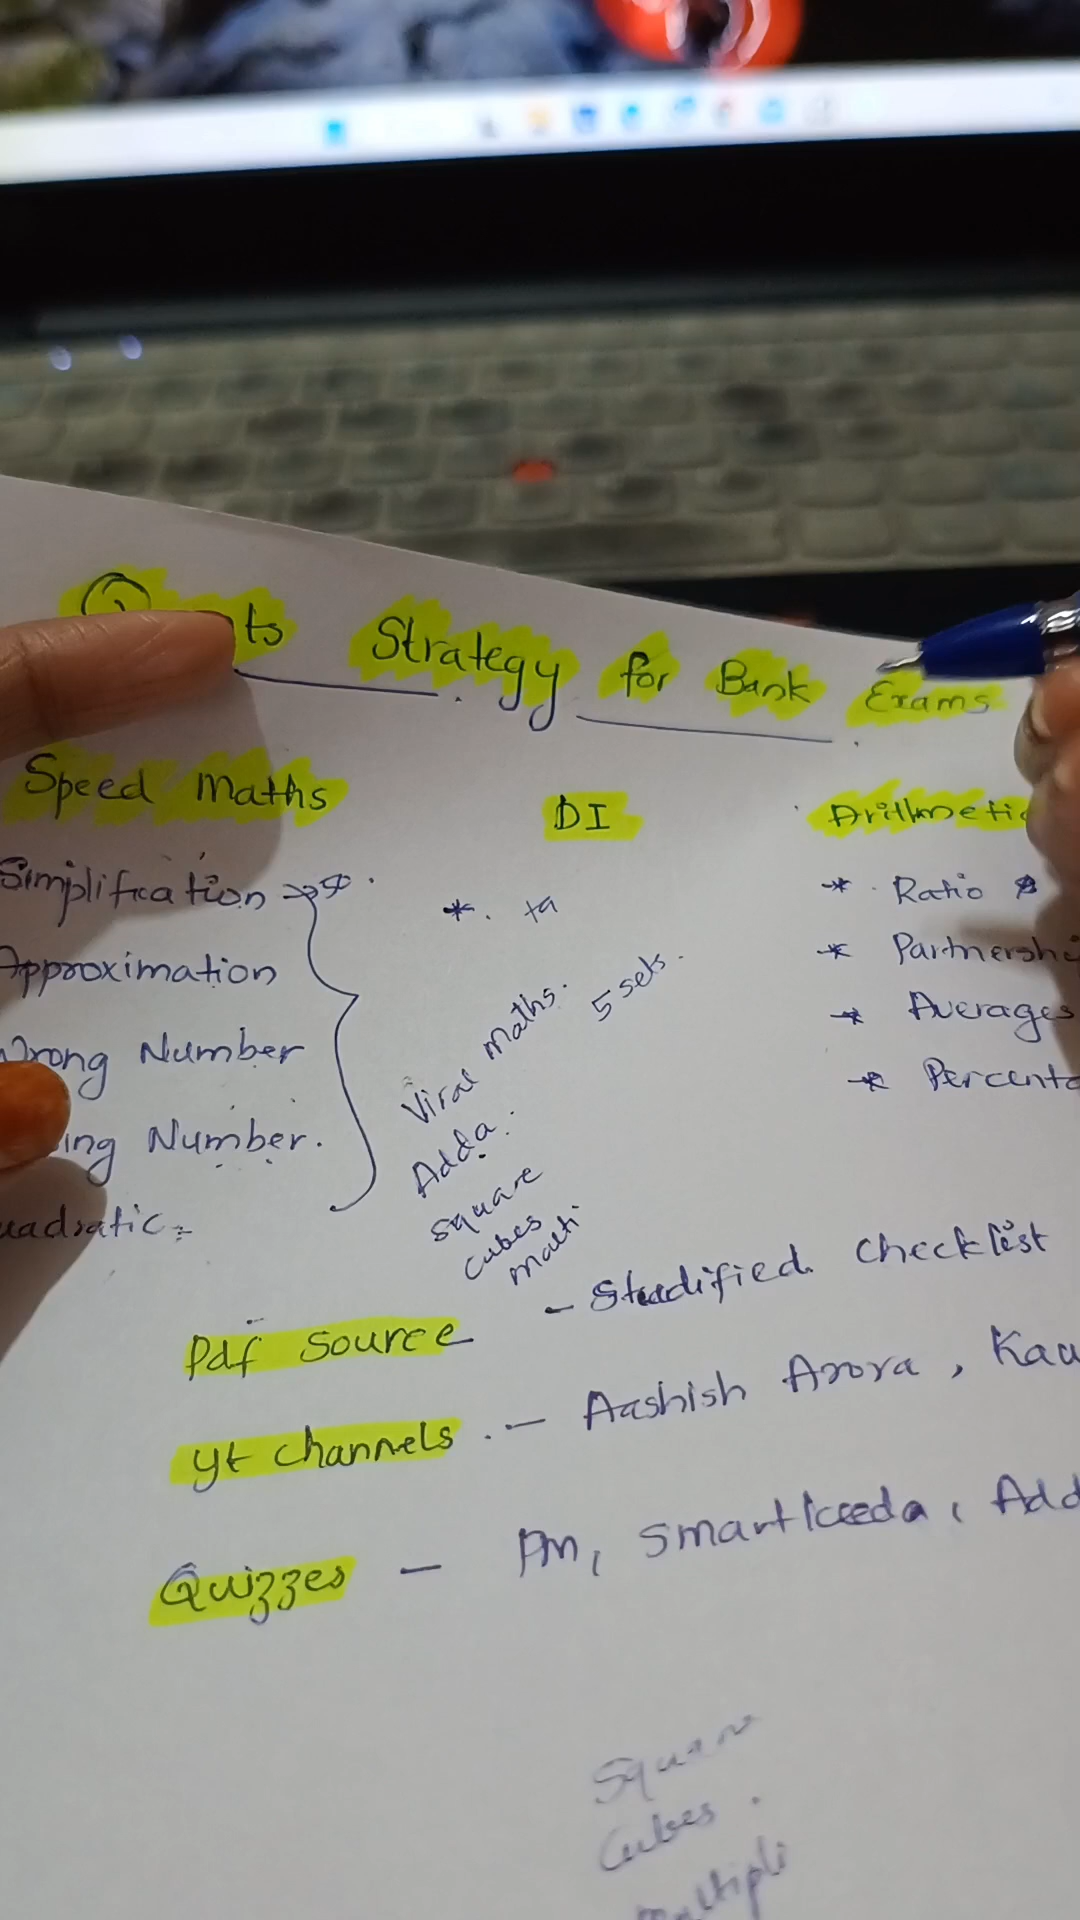 Strategy for Bank Exams
Speed Maths
Simplification
Approximation
Number
Number.
DI
*. ta
5 sets.
Viral Maths.
Adda.
Square
Cubes
Multi
Arithmetic
* Ratio
* Partnershi
* Averages
* Percenta
Pdf Source - Studified Checklist
Yt channels - Aashish Arora, Kau
Quizzes - PM, Smartkeeda, Add
Square
Cubes.
Multipli